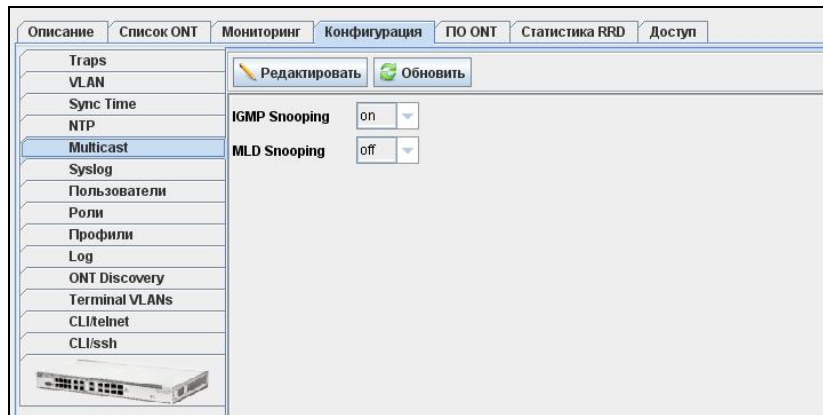 Описание Список ONT Мониторинг Конфигурация ПО ONT Статистика RRD Доступ
Traps
VLAN
Sync Time
NTP
Multicast
Syslog
Пользователи
Роли
Профили
Log
ONT Discovery
Terminal VLANs
CLI/telnet
CLI/ssh
Редактировать Обновить
IGMP Snooping on
MLD Snooping off